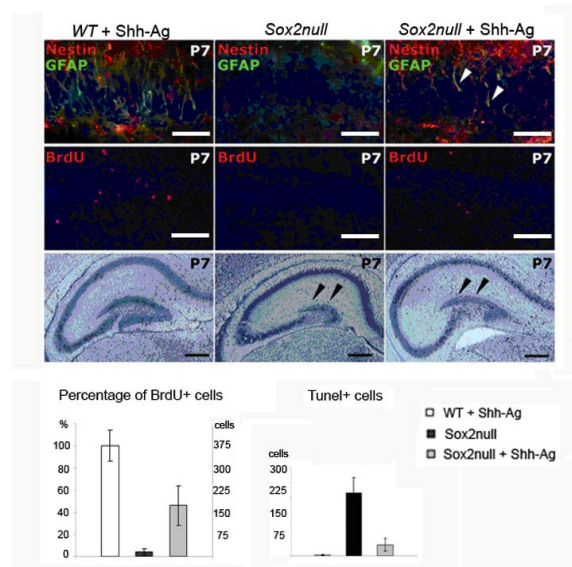 WT + Shh-Ag Sox2null Sox2null + Shh-Ag
Nestin P7 Nestin P7
GFAP GFAP
P7
BrdU P7 BrdU P7 BrdU P7
P7 P7 P7
Percentage of BrdU+ cells
% cells
100
80
60
40
20
0
375
300
225
150
75
Tunel+ cells
cells
300
225
150
75
WT + Shh-Ag
Sox2null
Sox2null + Shh-Ag